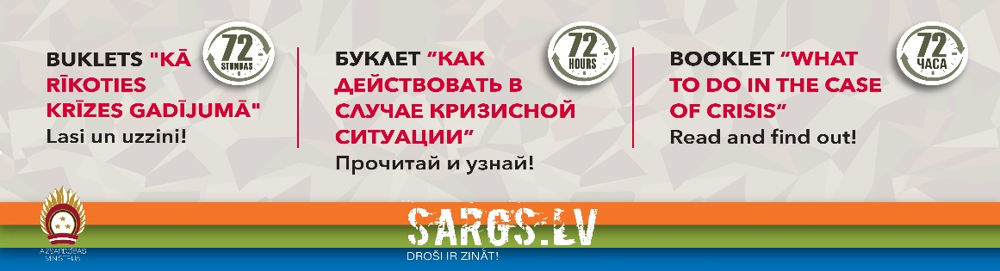 BUKLETS "KĀ
RĪKOTIES
KRĪZES GADĪJUMĀ"
Lasi un uzzini!
72
STUNDAS
БУКЛЕТ “КАК
ДЕЙСТВОВАТЬ В
СЛУЧАЕ КРИЗИСНОЙ
СИТУАЦИИ”
Прочитай и узнай!
72
HOURS
BOOKLET “WHAT
TO DO IN THE CASE
OF CRISIS”
Read and find out!
72
ЧАСА
AIZSARDZĪBAS
MINISTRIJA
SARGS.LV
DROŠI IR ZINĀT!